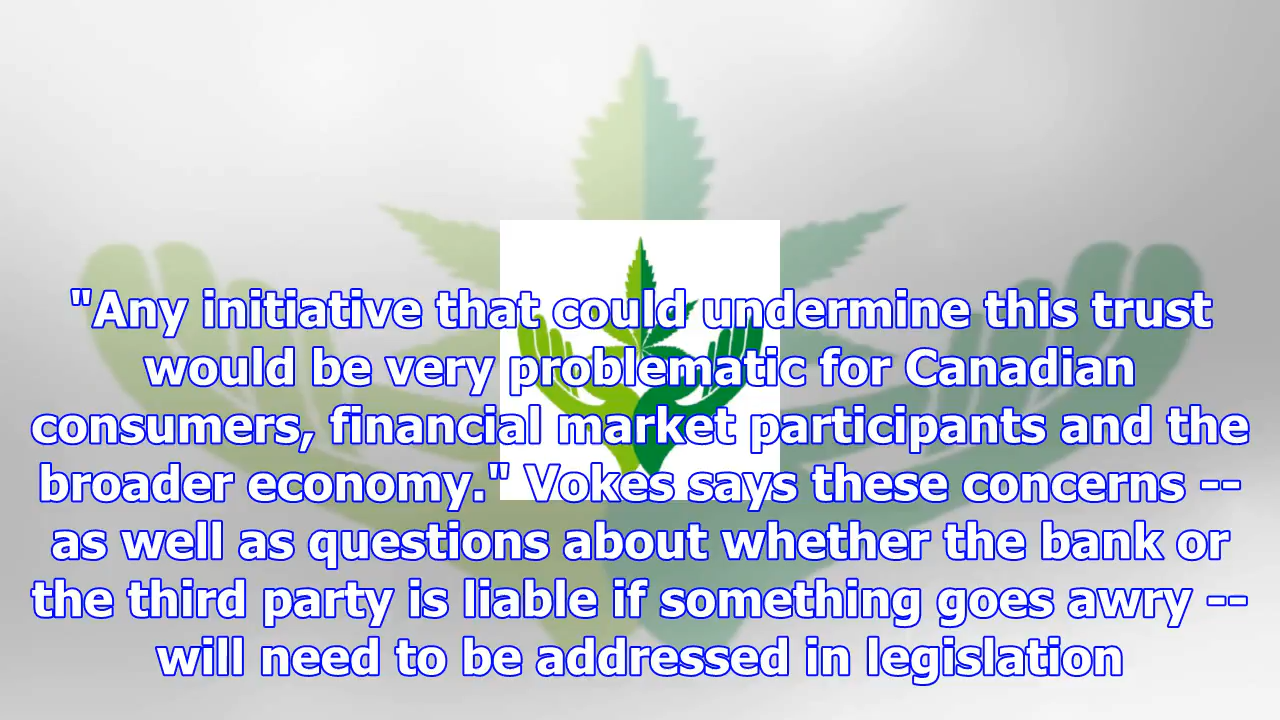 "Any initiative that could undermine this trust
would be very problematic for Canadian
consumers, financial market participants and the
broader economy." Vokes says these concerns --
as well as questions about whether the bank or
the third party is liable if something goes awry --
will need to be addressed in legislation